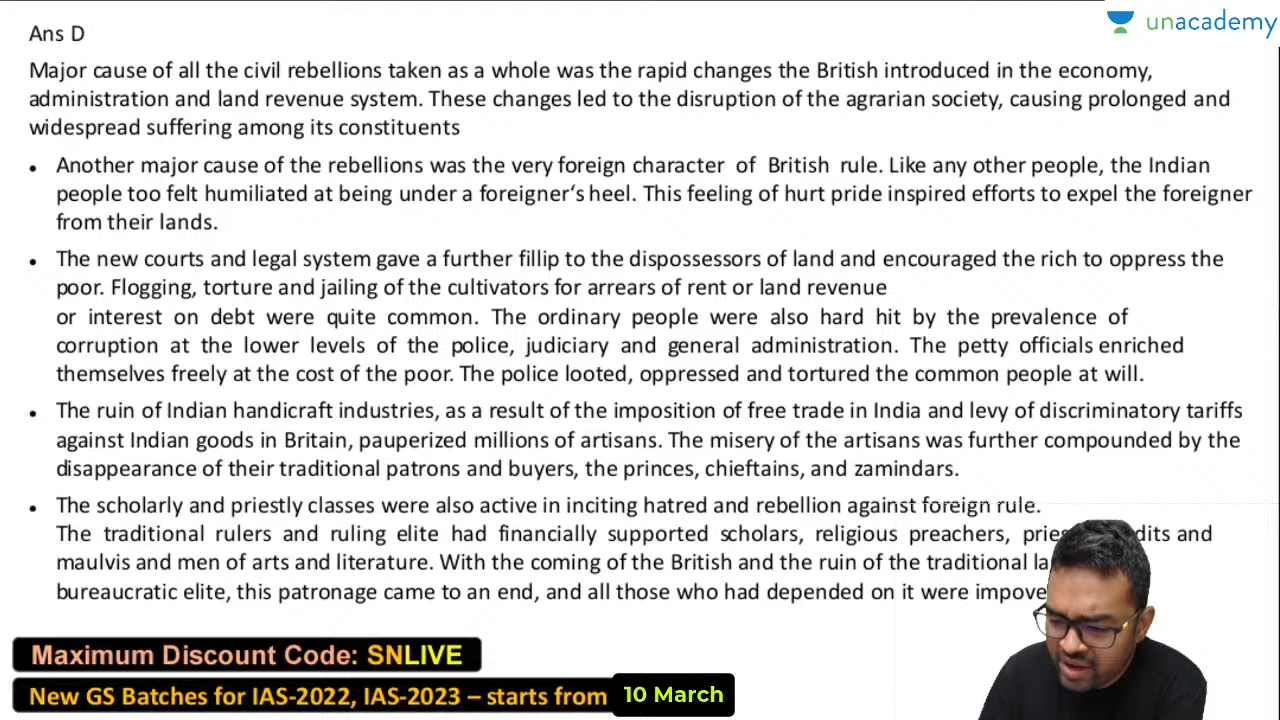 unacademy
Ans D
Major cause of all the civil rebellions taken as a whole was the rapid changes the British introduced in the economy,
administration and land revenue system. These changes led to the disruption of the agrarian society, causing prolonged and
widespread suffering among its constituents
• Another major cause of the rebellions was the very foreign character of British rule. Like any other people, the Indian
people too felt humiliated at being under a foreigner‘s heel. This feeling of hurt pride inspired efforts to expel the foreigner
from their lands.
• The new courts and legal system gave a further fillip to the dispossessors of land and encouraged the rich to oppress the
poor. Flogging, torture and jailing of the cultivators for arrears of rent or land revenue
or interest on debt were quite common. The ordinary people were also hard hit by the prevalence of
corruption at the lower levels of the police, judiciary and general administration. The petty officials enriched
themselves freely at the cost of the poor. The police looted, oppressed and tortured the common people at will.
• The ruin of Indian handicraft industries, as a result of the imposition of free trade in India and levy of discriminatory tariffs
against Indian goods in Britain, pauperized millions of artisans. The misery of the artisans was further compounded by the
disappearance of their traditional patrons and buyers, the princes, chieftains, and zamindars.
• The scholarly and priestly classes were also active in inciting hatred and rebellion against foreign rule.
The traditional rulers and ruling elite had financially supported scholars, religious preachers, and
maulvis and men of arts and literature. With the coming of the British and the ruin of the traditional
bureaucratic elite, this patronage came to an end, and all those who had depended on it were
Maximum Discount Code: SNLIVE
New GS Batches for IAS-2022, IAS-2023 – starts from 10 March